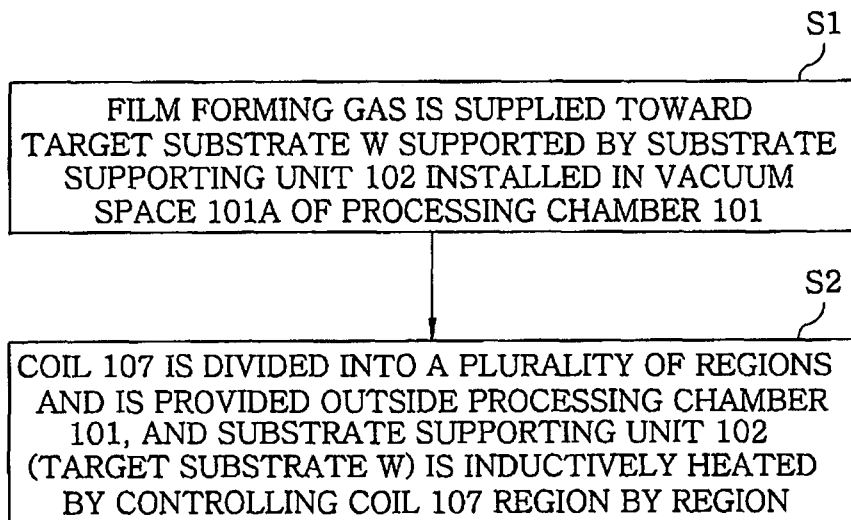 S1
FILM FORMING GAS IS SUPPLIED TOWARD
TARGET SUBSTRATE W SUPPORTED BY SUBSTRATE
SUPPORTING UNIT 102 INSTALLED IN VACUUM
SPACE 101A OF PROCESSING CHAMBER 101
S2
COIL 107 IS DIVIDED INTO A PLURALITY OF REGIONS
AND IS PROVIDED OUTSIDE PROCESSING CHAMBER
101, AND SUBSTRATE SUPPORTING UNIT 102
(TARGET SUBSTRATE W) IS INDUCTIVELY HEATED
BY CONTROLLING COIL 107 REGION BY REGION